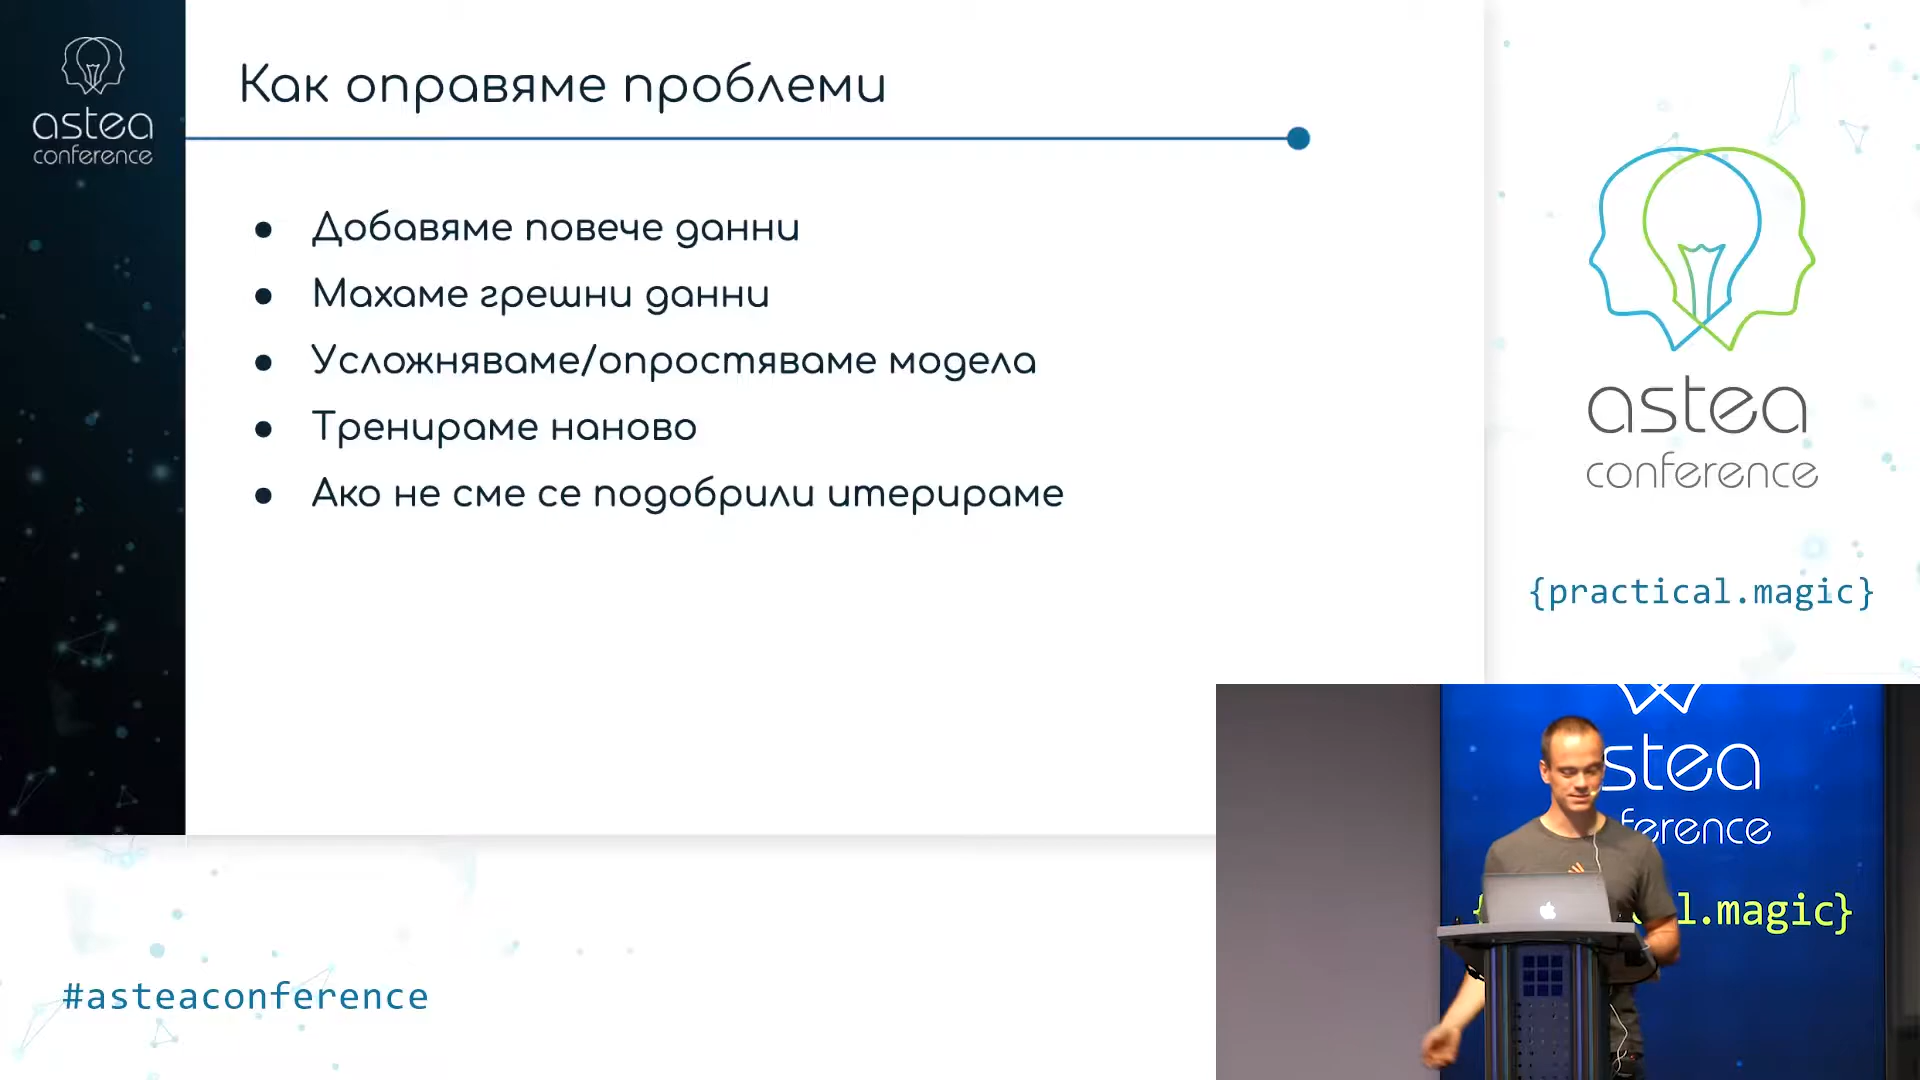 astea
conference
Как оправяме проблеми
Добавяме повече данни
Махаме грешни данни
Усложняваме/опростяваме модела
Тренираме наново
Ако не сме се подобрили итерираме
astea
conference
{practical.magic}
stea
ference
l.magic}
#asteaconference